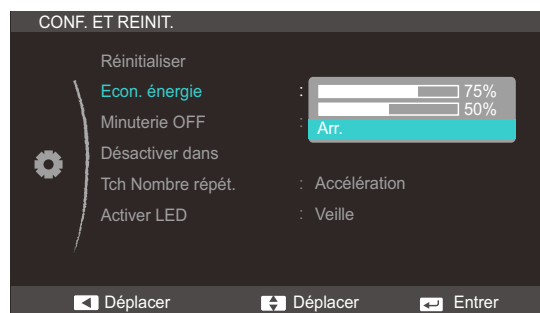 CONF. ET REINIT.
Réinitialiser
Econ. énergie : 75%
50%
Minuterie OFF : Arr.
Désactiver dans
Tch Nombre répét. : Accélération
Activer LED : Veille
Déplacer Déplacer Entrer